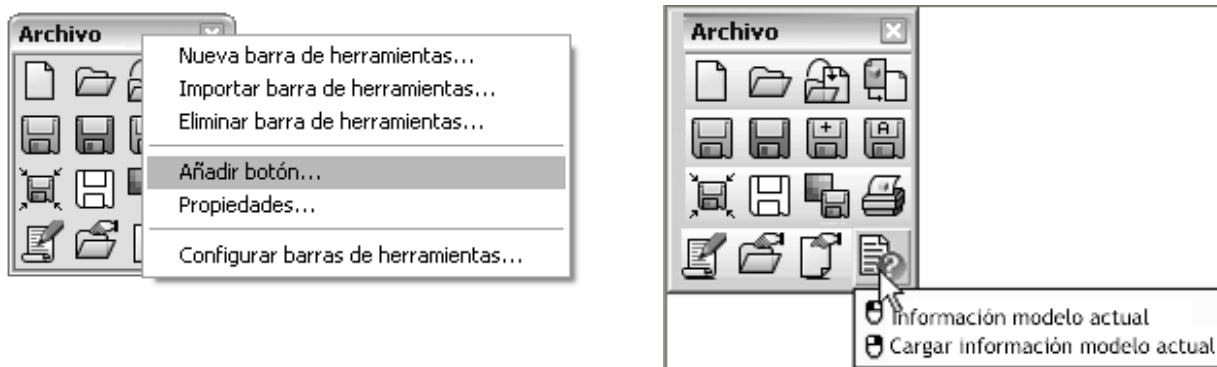 Archivo
Nueva barra de herramientas...
Importar barra de herramientas...
Eliminar barra de herramientas...
Añadir botón...
Propiedades...
Configurar barras de herramientas...
Archivo
A
Información modelo actual
Cargar información modelo actual